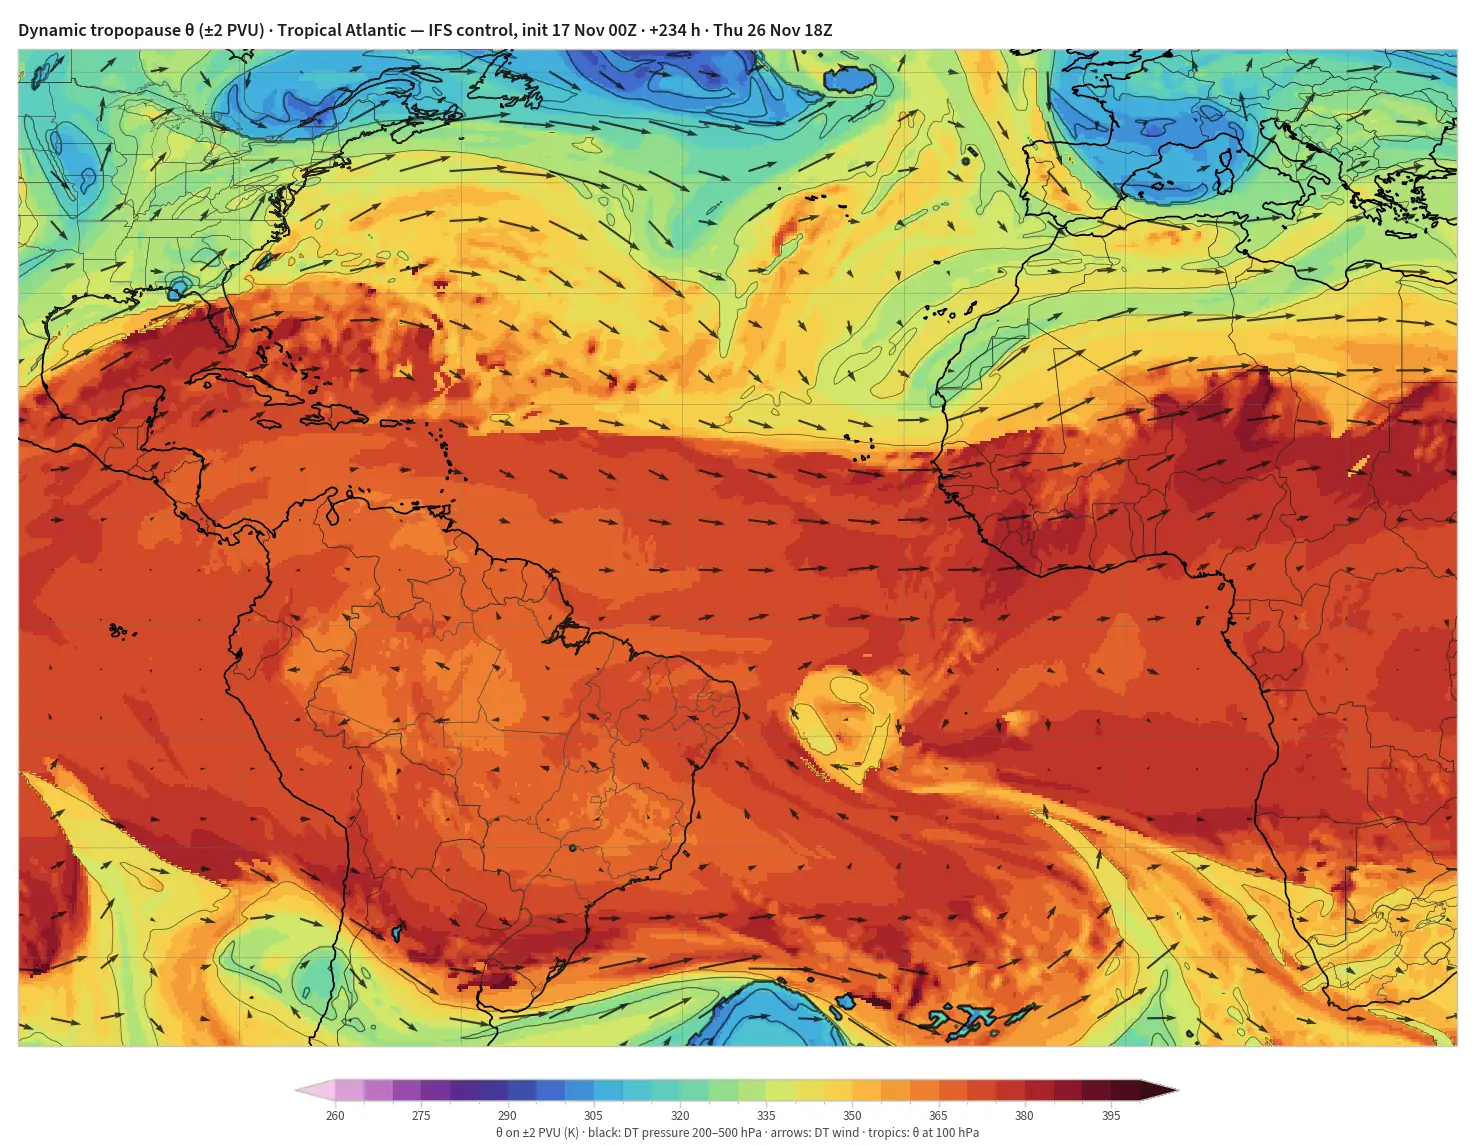 Dynamic tropopause θ (±2 PVU) · Tropical Atlantic — IFS control, init 17 Nov 00Z · +234 h · Thu 26 Nov 18Z
260 275 290 305 320 335 350 365 380 395
θ on ±2 PVU (K) · black: DT pressure 200–500 hPa · arrows: DT wind · tropics: θ at 100 hPa